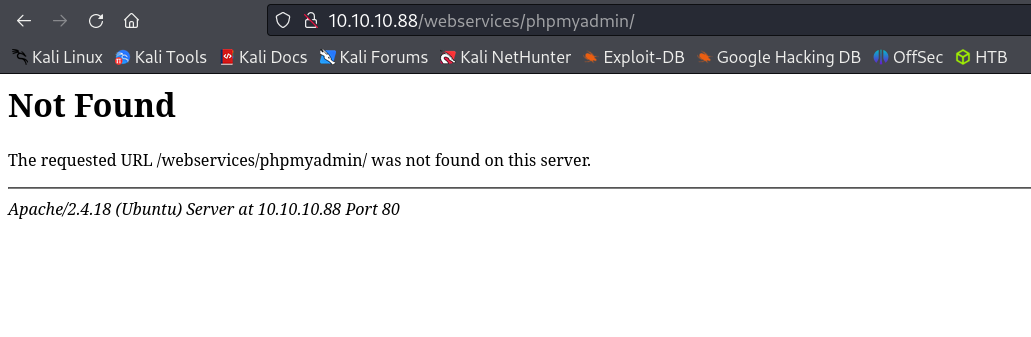 10.10.10.88/webservices/phpmyadmin/
Kali Linux Kali Tools Kali Docs Kali Forums Kali NetHunter Exploit-DB Google Hacking DB OffSec HTB
Not Found
The requested URL /webservices/phpmyadmin/ was not found on this server.
Apache/2.4.18 (Ubuntu) Server at 10.10.10.88 Port 80